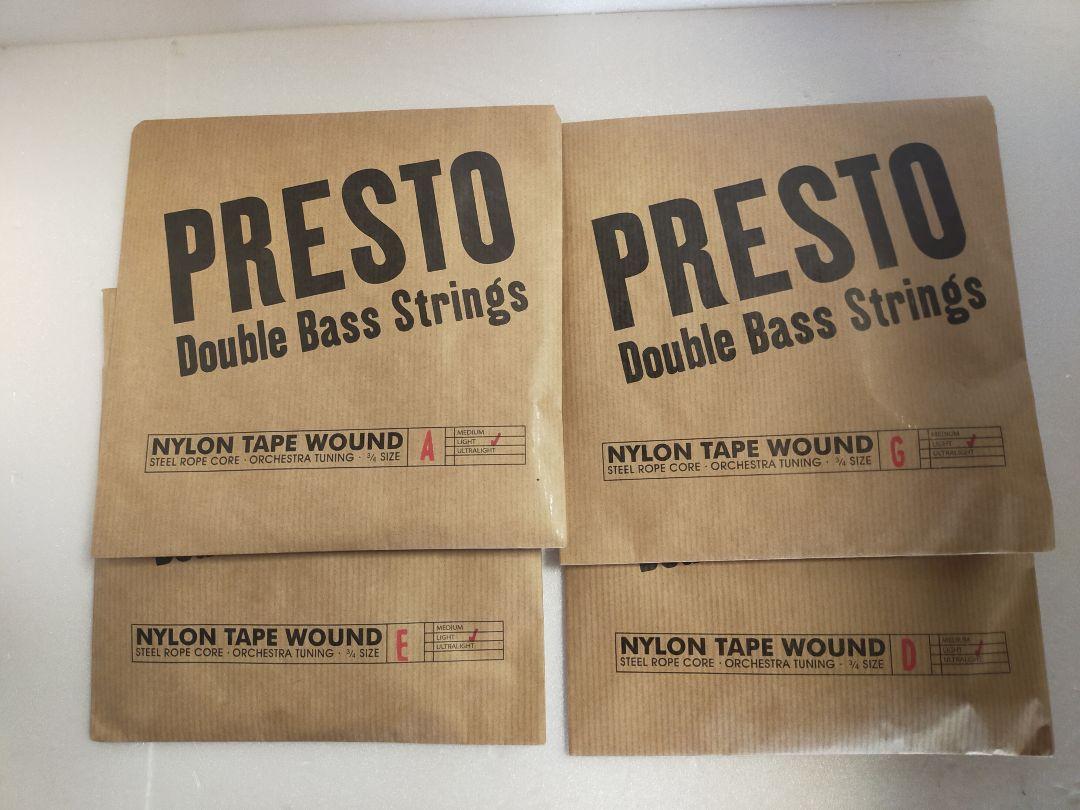 PRESTO
Double Bass Strings
NYLON TAPE WOUND
STEEL ROPE CORE · ORCHESTRA TUNING · ¾ SIZE
A
MEDIUM
LIGHT ✓
ULTRALIGHT
PRESTO
Double Bass Strings
NYLON TAPE WOUND
STEEL ROPE CORE · ORCHESTRA TUNING · ¾ SIZE
G
MEDIUM
LIGHT ✓
ULTRALIGHT
NYLON TAPE WOUND
STEEL ROPE CORE · ORCHESTRA TUNING · ¾ SIZE
E
MEDIUM
LIGHT ✓
ULTRALIGHT
NYLON TAPE WOUND
STEEL ROPE CORE · ORCHESTRA TUNING · ¾ SIZE
D
MEDIUM
LIGHT ✓
ULTRALIGHT